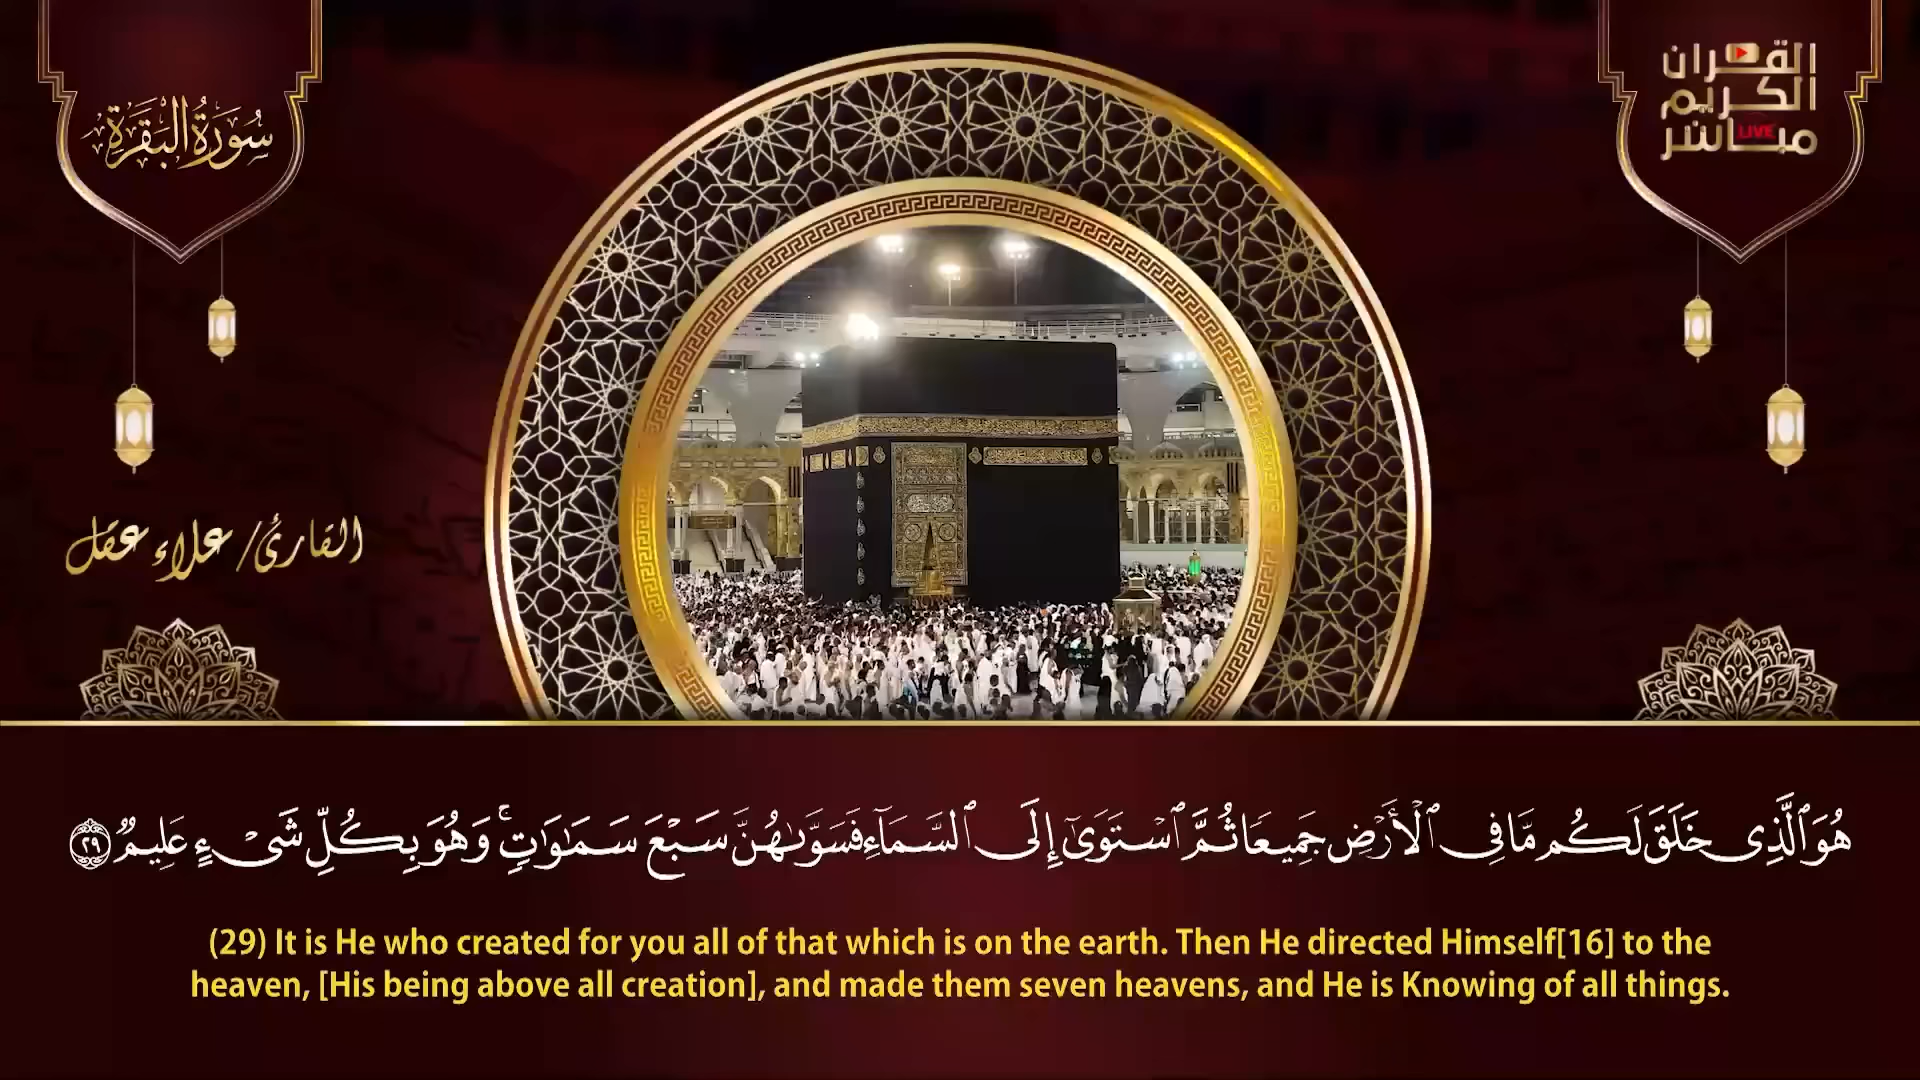 سُورَةُ البَقَرَةِ
القرآن
الكريم
مباشر
LIVE
القارئ/ علاء عقل
هُوَ ٱلَّذِى خَلَقَ لَكُم مَّا فِى ٱلْأَرْضِ جَمِيعًا ثُمَّ ٱسْتَوَىٰٓ إِلَى ٱلسَّمَآءِ فَسَوَّىٰهُنَّ سَبْعَ سَمَـٰوَٰتٍۢ ۚ وَهُوَ بِكُلِّ شَىْءٍ عَلِيمٌۭ ٢٩
(29) It is He who created for you all of that which is on the earth. Then He directed Himself[16] to the
heaven, [His being above all creation], and made them seven heavens, and He is Knowing of all things.